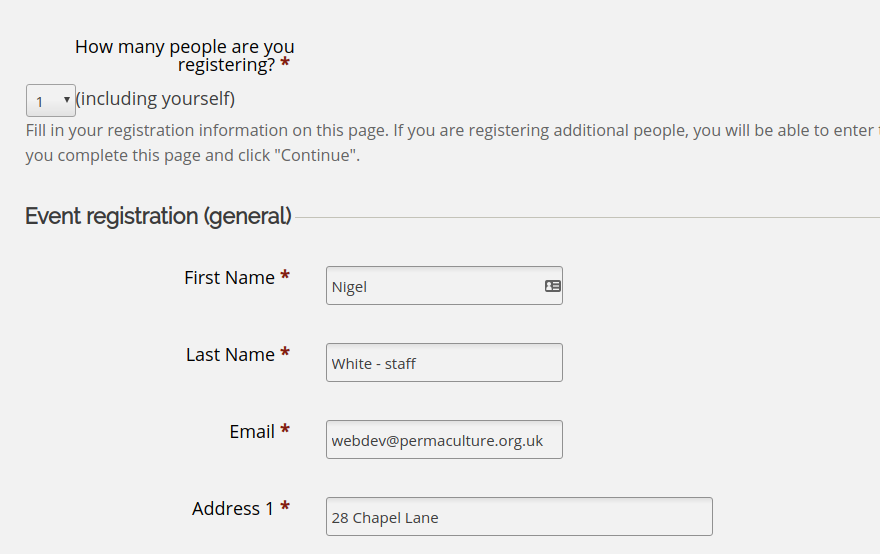 How many people are you
registering? *
1 (including yourself)
Fill in your registration information on this page. If you are registering additional people, you will be able to enter
you complete this page and click "Continue".
Event registration (general)
First Name * Nigel
Last Name * White - staff
Email * webdev@permaculture.org.uk
Address 1 * 28 Chapel Lane